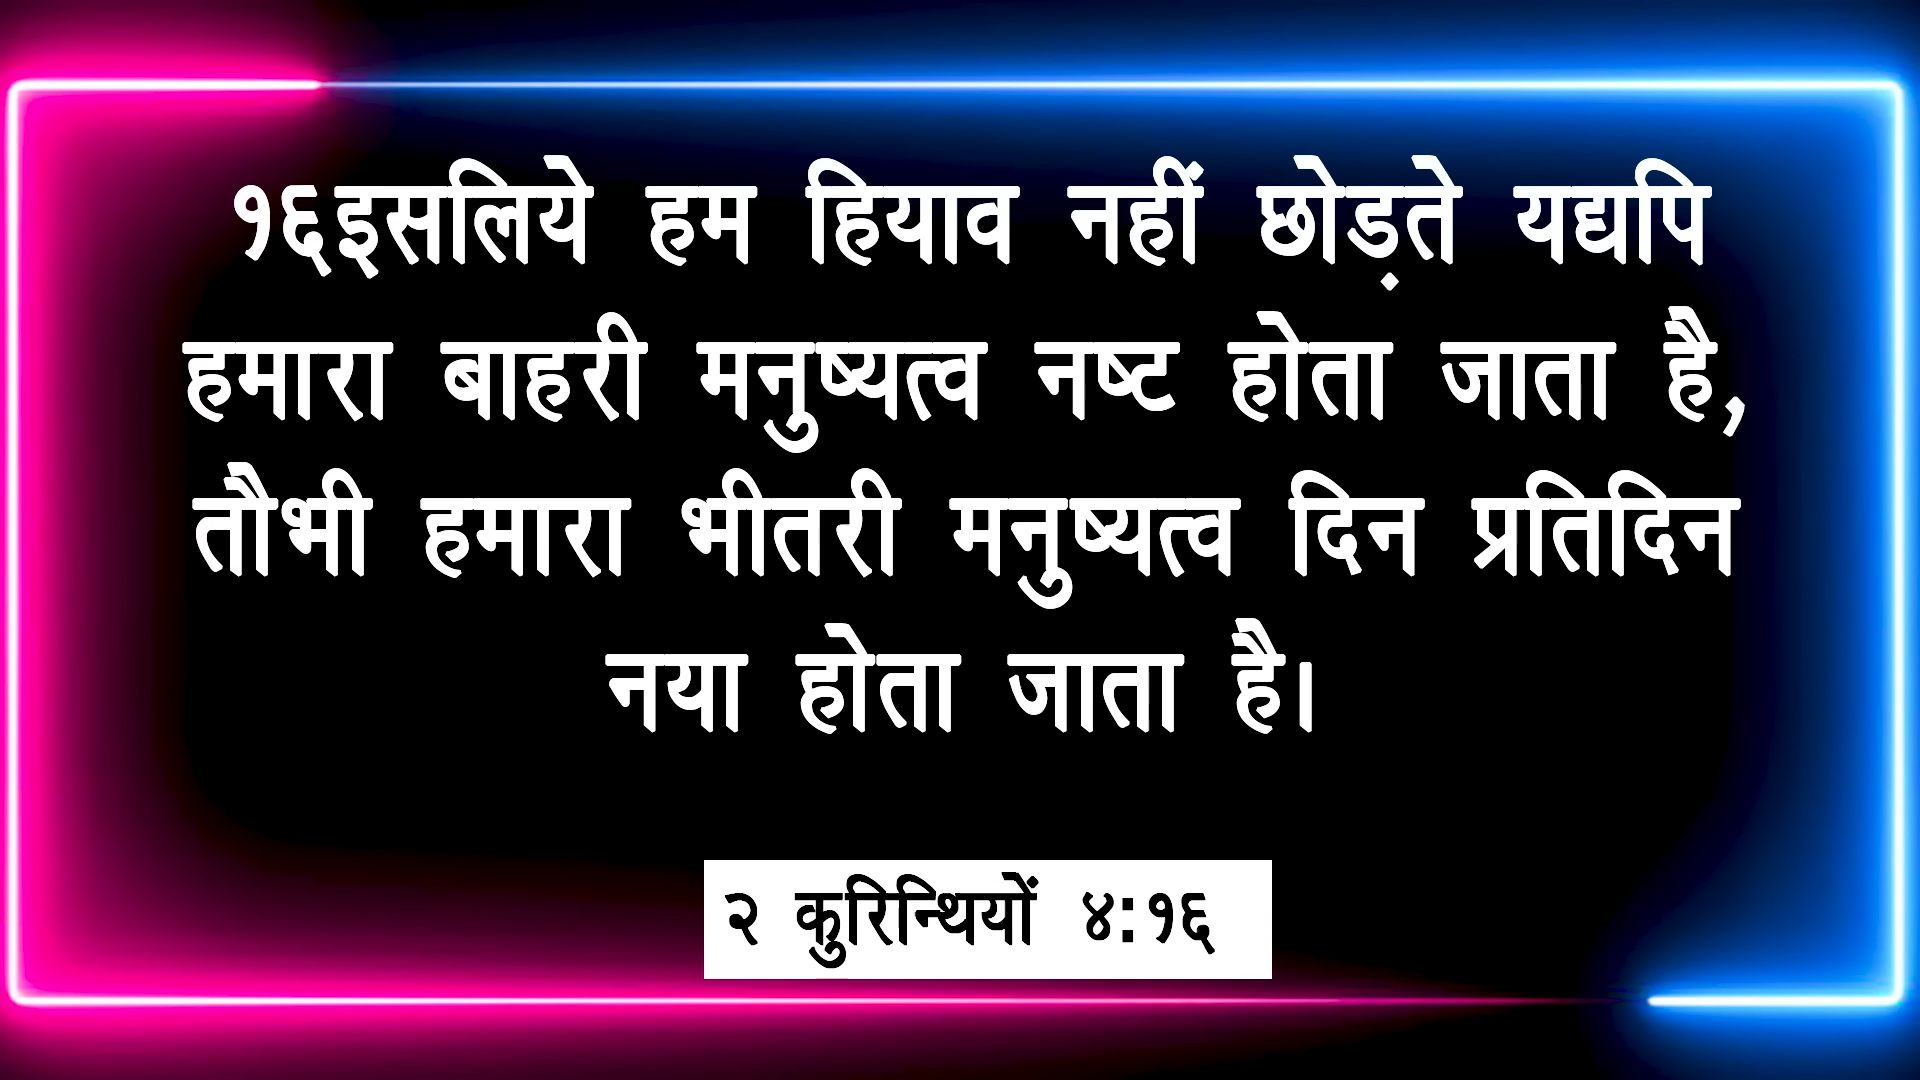 १६इसलिये हम हियाव नहीं छोड़ते यद्यपि
हमारा बाहरी मनुष्यत्व नष्ट होता जाता है,
तौभी हमारा भीतरी मनुष्यत्व दिन प्रतिदिन
नया होता जाता है।
२ कुरिन्थियों ४:१६